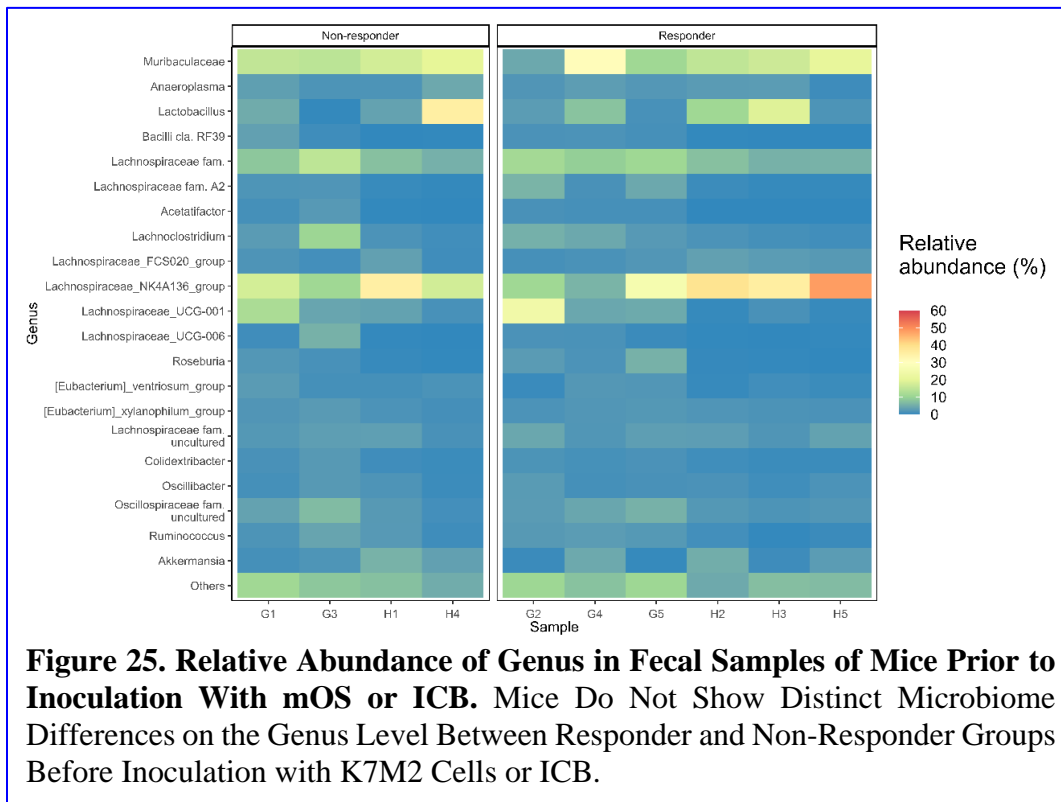 Non-responder
Responder
Muribaculaceae
Anaeroplasma
Lactobacillus
Bacilli cla. RF39
Lachnospiraceae fam.
Lachnospiraceae fam. A2
Acetatifactor
Lachnoclostridium
Lachnospiraceae_FCS020_group
Lachnospiraceae_NK4A136_group
Lachnospiraceae_UCG-001
Lachnospiraceae_UCG-006
Roseburia
[Eubacterium]_ventriosum_group
[Eubacterium]_xylanophilum_group
Lachnospiraceae fam.
uncultured
Colidextribacter
Oscillibacter
Oscillospiraceae fam.
uncultured
Ruminococcus
Akkermansia
Others
Genus
G1 G3 H1 H4 G2 G4 G5 H2 H3 H5
Sample
Relative
abundance (%)
60
50
40
30
20
10
0
Figure 25. Relative Abundance of Genus in Fecal Samples of Mice Prior to
Inoculation With mOS or ICB. Mice Do Not Show Distinct Microbiome
Differences on the Genus Level Between Responder and Non-Responder Groups
Before Inoculation with K7M2 Cells or ICB.